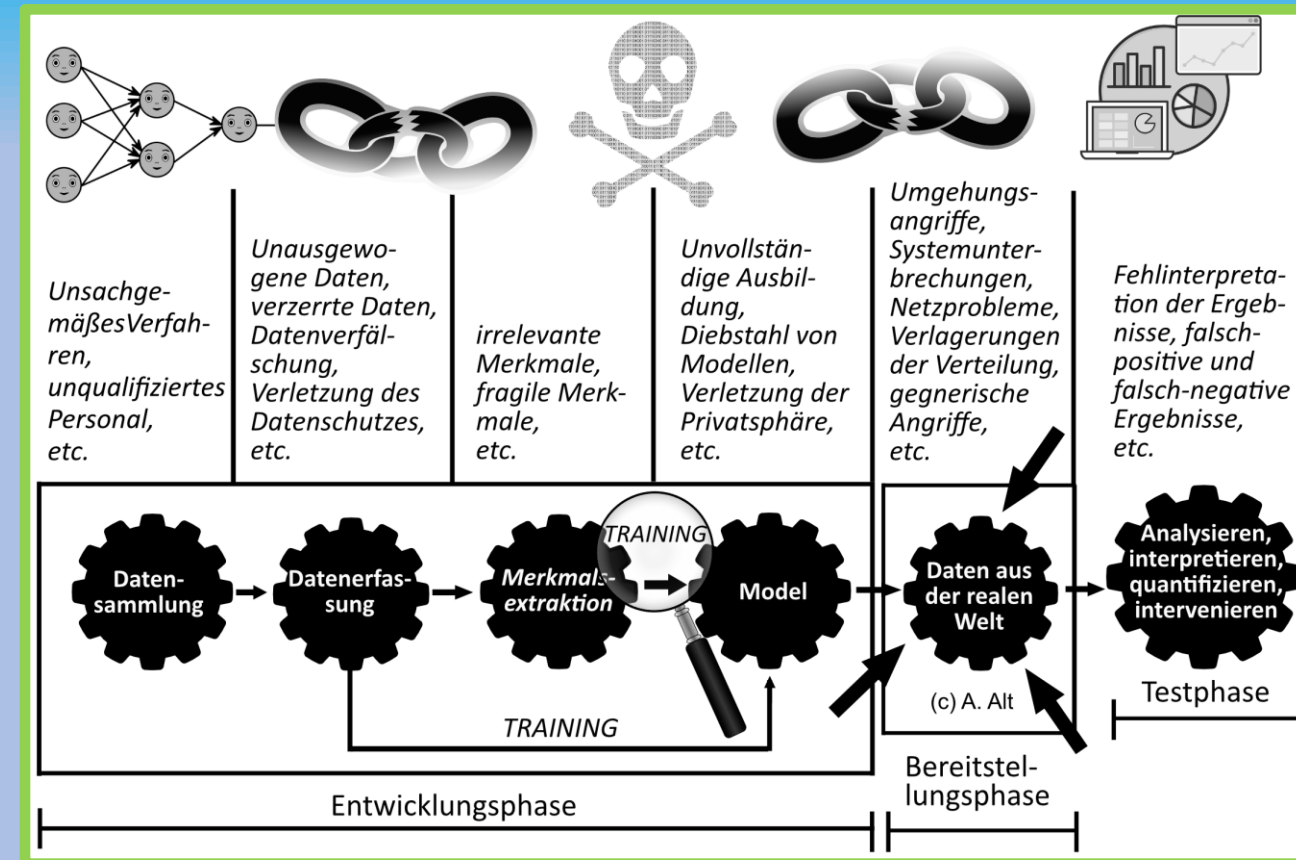 Unsachge-
mäßesVerfah-
ren,
unqualifiziertes
Personal,
etc.
Unausgewo-
gene Daten,
verzerrte Daten,
Datenverfäl-
schung,
Verletzung des
Datenschutzes,
etc.
irrelevante
Merkmale,
fragile Merk-
male,
etc.
Unvollstän-
dige Ausbil-
dung,
Diebstahl von
Modellen,
Verletzung der
Privatsphäre,
etc.
Umgehungs-
angriffe,
Systemunter-
brechungen,
Netzprobleme,
Verlagerungen
der Verteilung,
gegnerische
Angriffe,
etc.
Fehlinterpreta-
tion der Ergeb-
nisse, falsch-
positive und
falsch-negative
Ergebnisse,
etc.
Daten-
sammlung
Datenerfas-
sung
Merkmals-
extraktion
TRAINING
Model
Daten aus
der realen
Welt
(c) A. Alt
Analysieren,
interpretieren,
quantifizieren,
intervenieren
TRAINING
Testphase
Entwicklungsphase
Bereitstel-
lungsphase